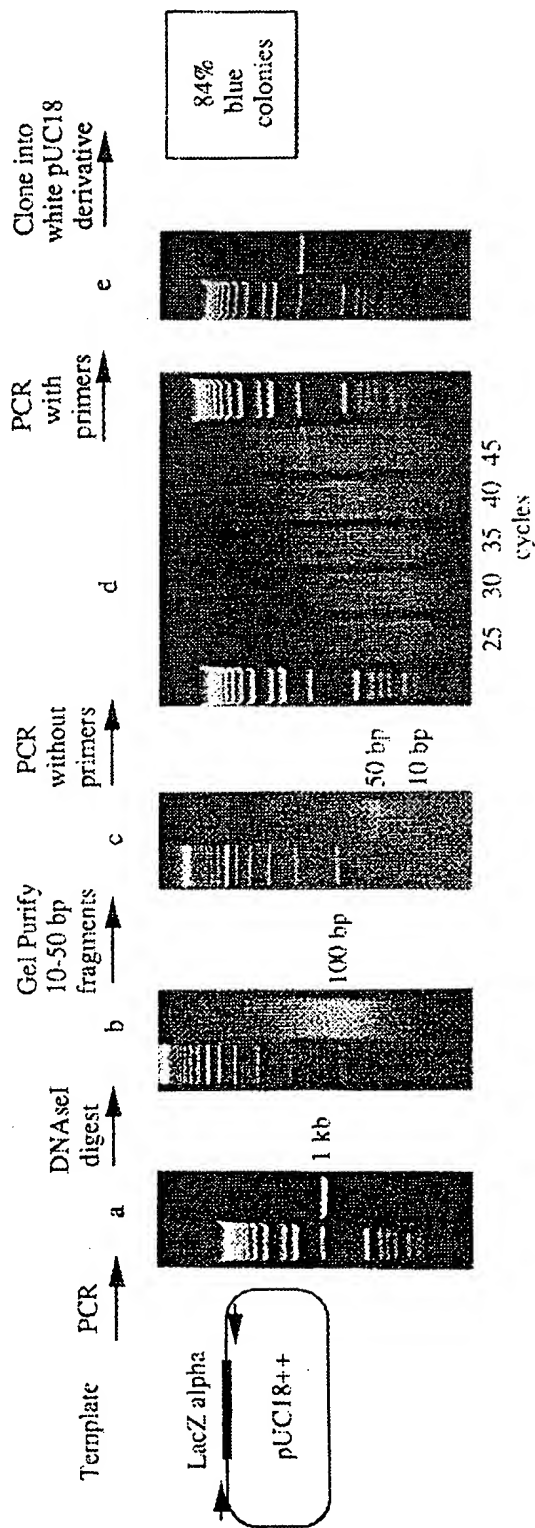 Template
PCR
DNAseI
digest
Gel Purify
10-50 bp
fragments
PCR
without
primers
PCR
with
primers
Clone into
white pUC18
derivative
a
b
c
d
e
LacZ alpha
pUC18++
1 kb
100 bp
50 bp
10 bp
25 30 35 40 45
cycles
84%
blue
colonies